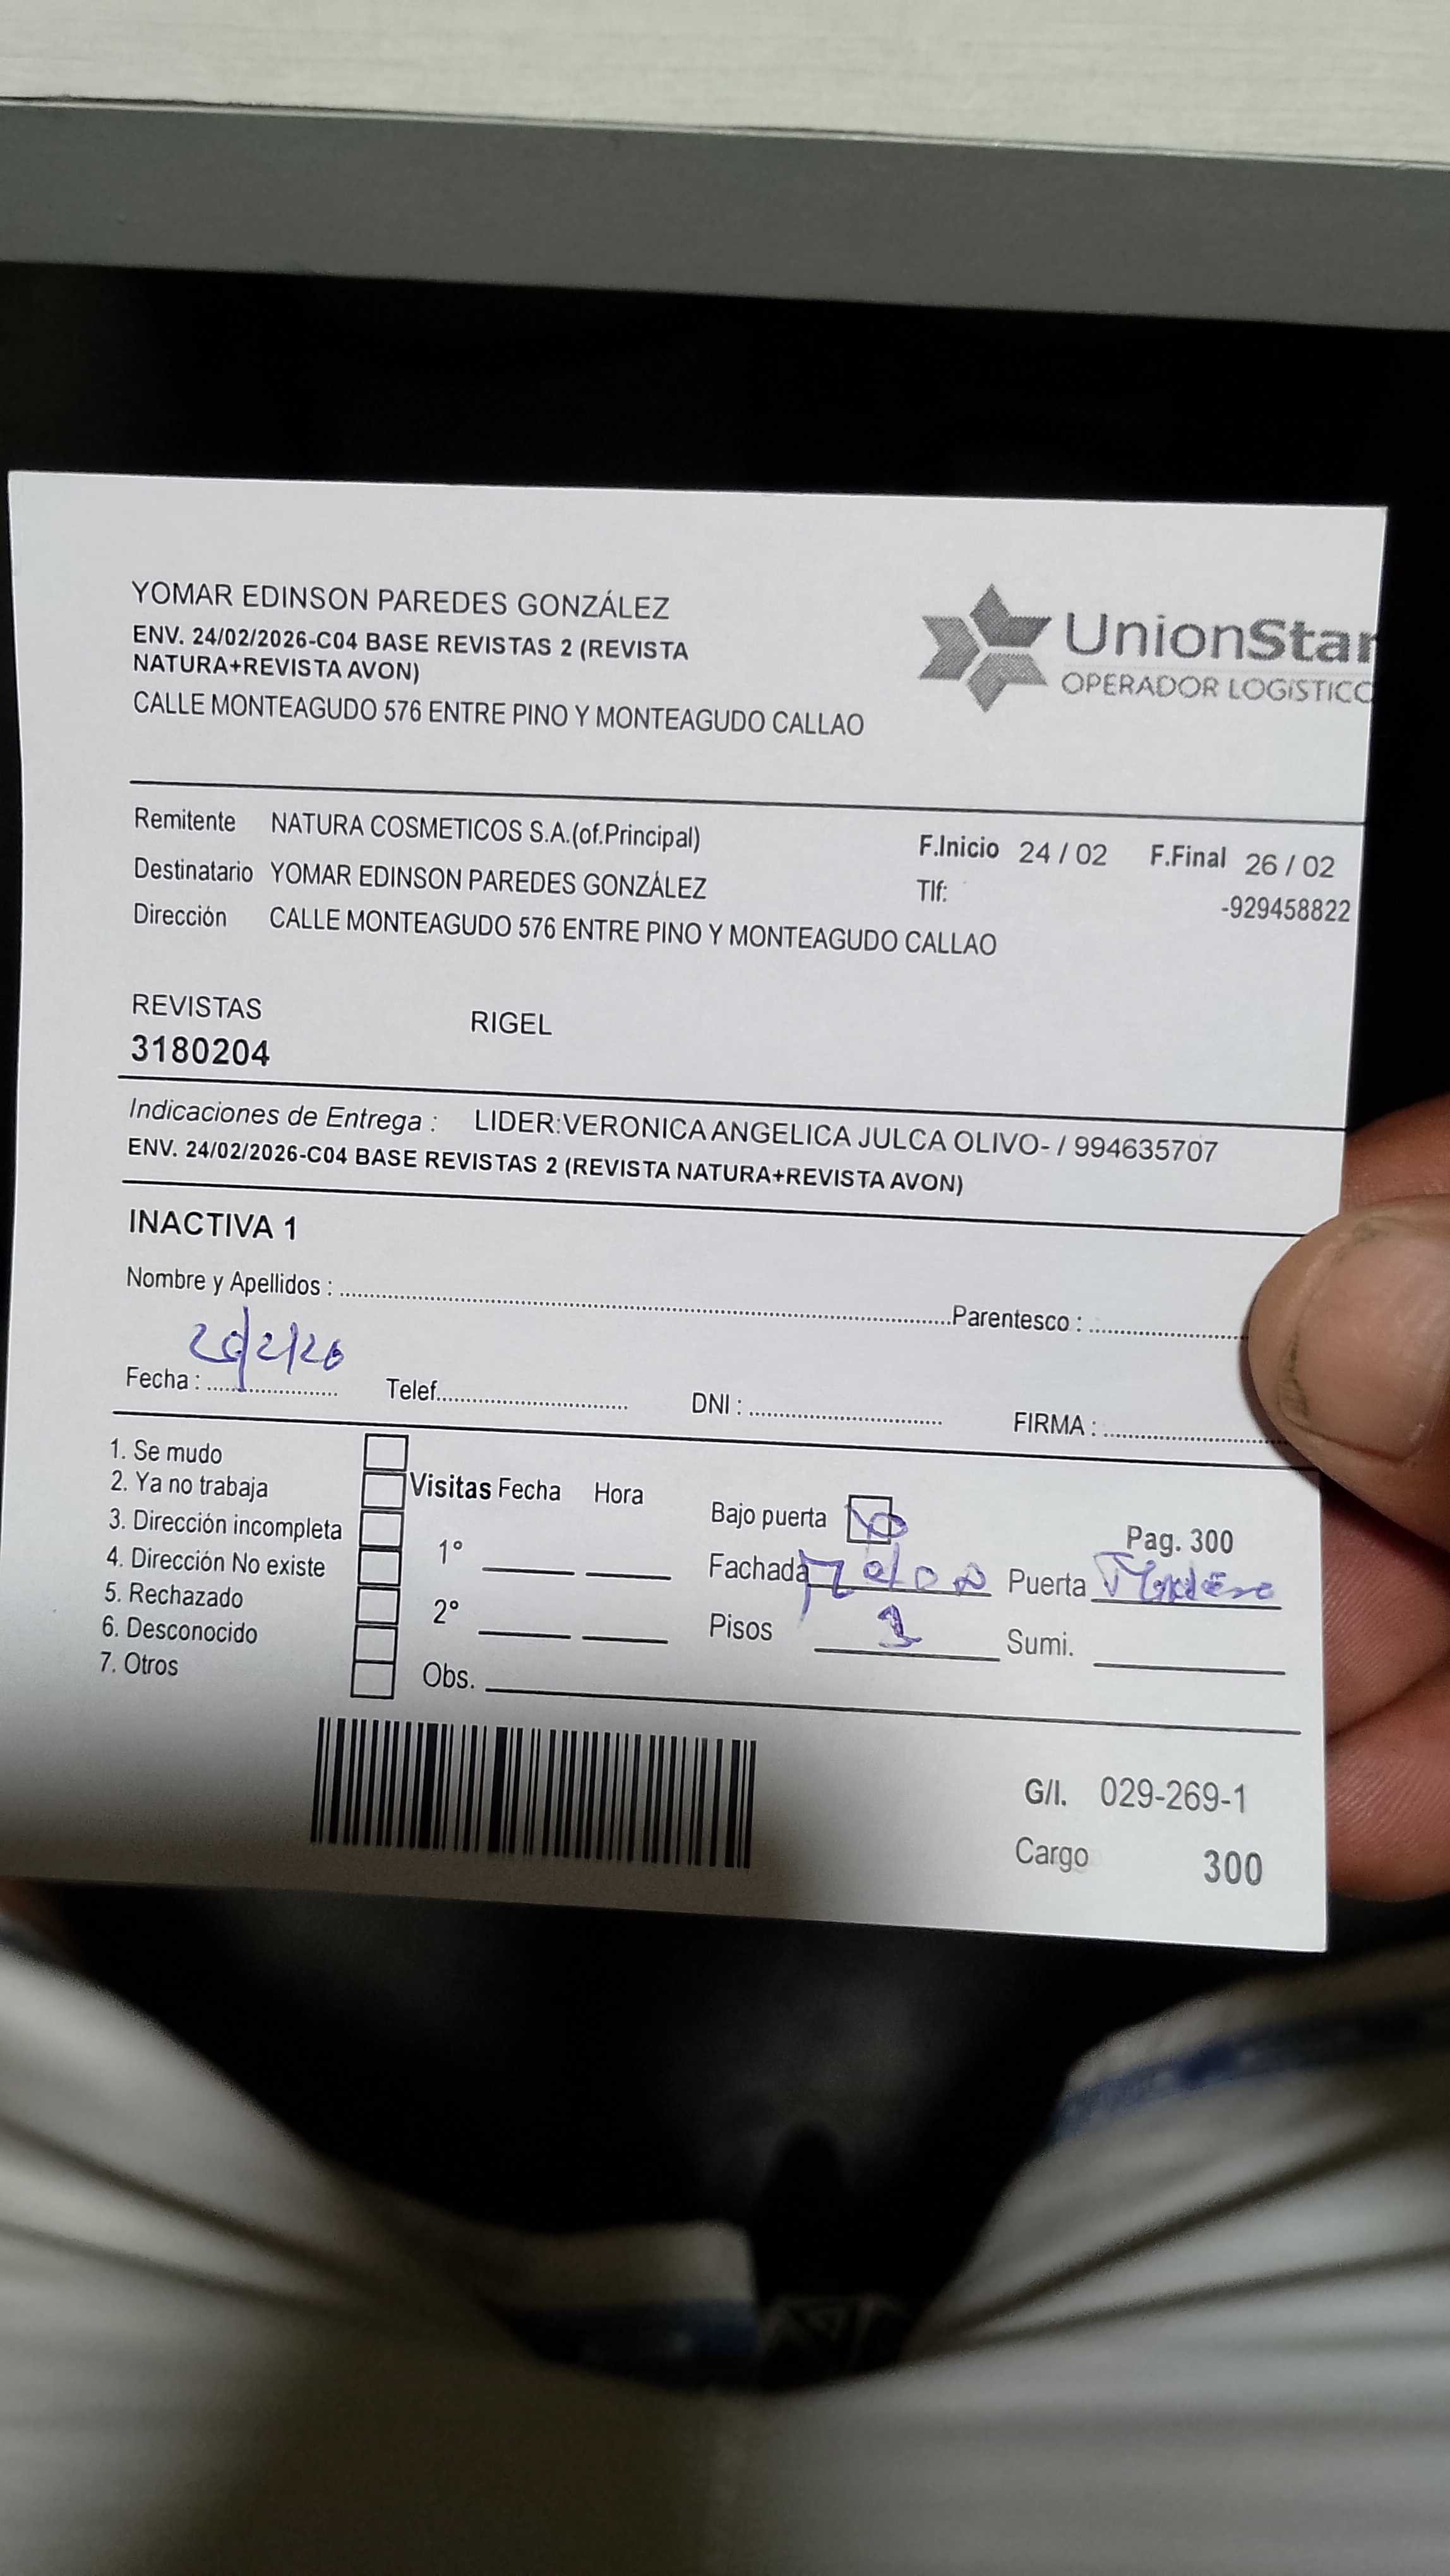 YOMAR EDINSON PAREDES GONZÁLEZ
ENV. 24/02/2026-C04 BASE REVISTAS 2 (REVISTA
NATURA+REVISTA AVON)
CALLE MONTEAGUDO 576 ENTRE PINO Y MONTEAGUDO CALLAO
UnionStar
OPERADOR LOGÍSTICO
Remitente NATURA COSMETICOS S.A.(of.Principal)
F.Inicio 24 / 02 F.Final 26 / 02
Destinatario YOMAR EDINSON PAREDES GONZÁLEZ
Tlf: -929458822
Dirección CALLE MONTEAGUDO 576 ENTRE PINO Y MONTEAGUDO CALLAO
REVISTAS RIGEL
3180204
Indicaciones de Entrega : LIDER:VERONICA ANGELICA JULCA OLIVO- / 994635707
ENV. 24/02/2026-C04 BASE REVISTAS 2 (REVISTA NATURA+REVISTA AVON)
INACTIVA 1
Nombre y Apellidos : Parentesco :
Fecha : Telef. DNI : FIRMA :
1. Se mudo
2. Ya no trabaja
3. Dirección incompleta
4. Dirección No existe
5. Rechazado
6. Desconocido
7. Otros
Visitas Fecha Hora
1°
2°
Obs.
Bajo puerta
Pag. 300
Fachada Puerta
Pisos 1 Sumi.
G/I. 029-269-1
Cargo 300